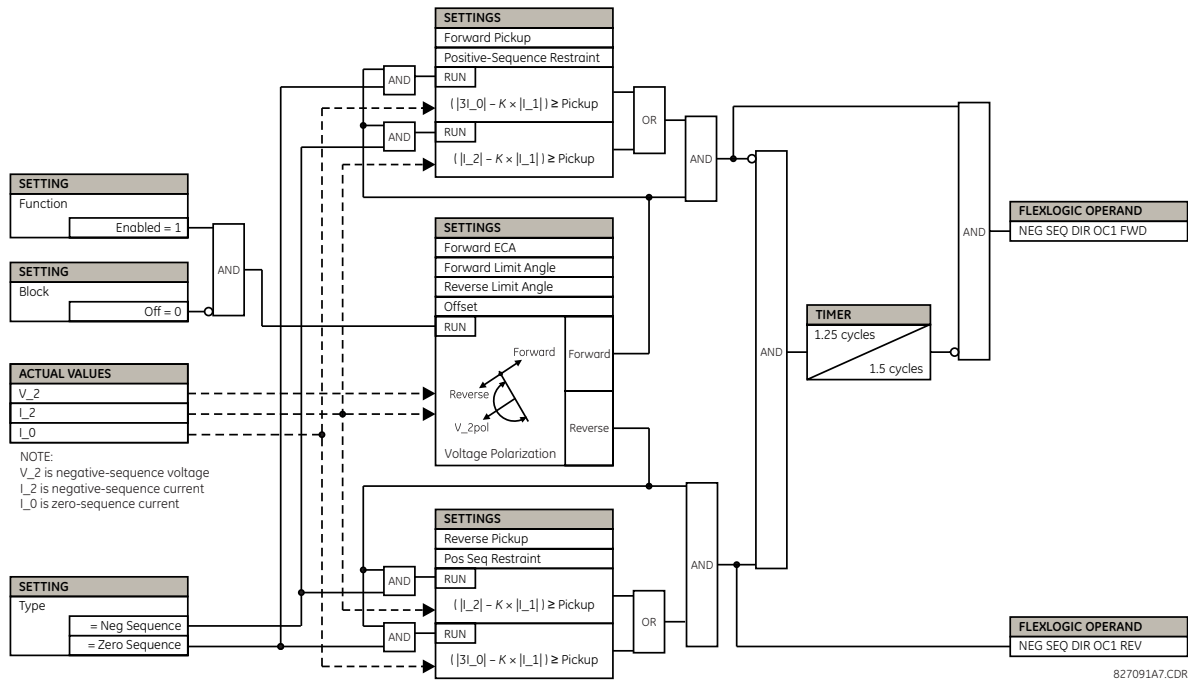 SETTING
Function
Enabled = 1
SETTING
Block
Off = 0
AND
ACTUAL VALUES
V_2
I_2
I_0
NOTE:
V_2 is negative-sequence voltage
I_2 is negative-sequence current
I_0 is zero-sequence current
SETTING
Type
= Neg Sequence
= Zero Sequence
AND
AND
SETTINGS
Forward Pickup
Positive-Sequence Restraint
RUN
( |3I_0| – K × |I_1| ) ≥ Pickup
RUN
( |I_2| – K × |I_1| ) ≥ Pickup
OR
AND
SETTINGS
Forward ECA
Forward Limit Angle
Reverse Limit Angle
Offset
RUN
Forward
Reverse
V_2pol
Voltage Polarization
Forward
Reverse
AND
AND
SETTINGS
Reverse Pickup
Pos Seq Restraint
RUN
( |I_2| – K × |I_1| ) ≥ Pickup
RUN
( |3I_0| – K × |I_1| ) ≥ Pickup
OR
AND
AND
TIMER
1.25 cycles
1.5 cycles
AND
FLEXLOGIC OPERAND
NEG SEQ DIR OC1 FWD
FLEXLOGIC OPERAND
NEG SEQ DIR OC1 REV
827091A7.CDR